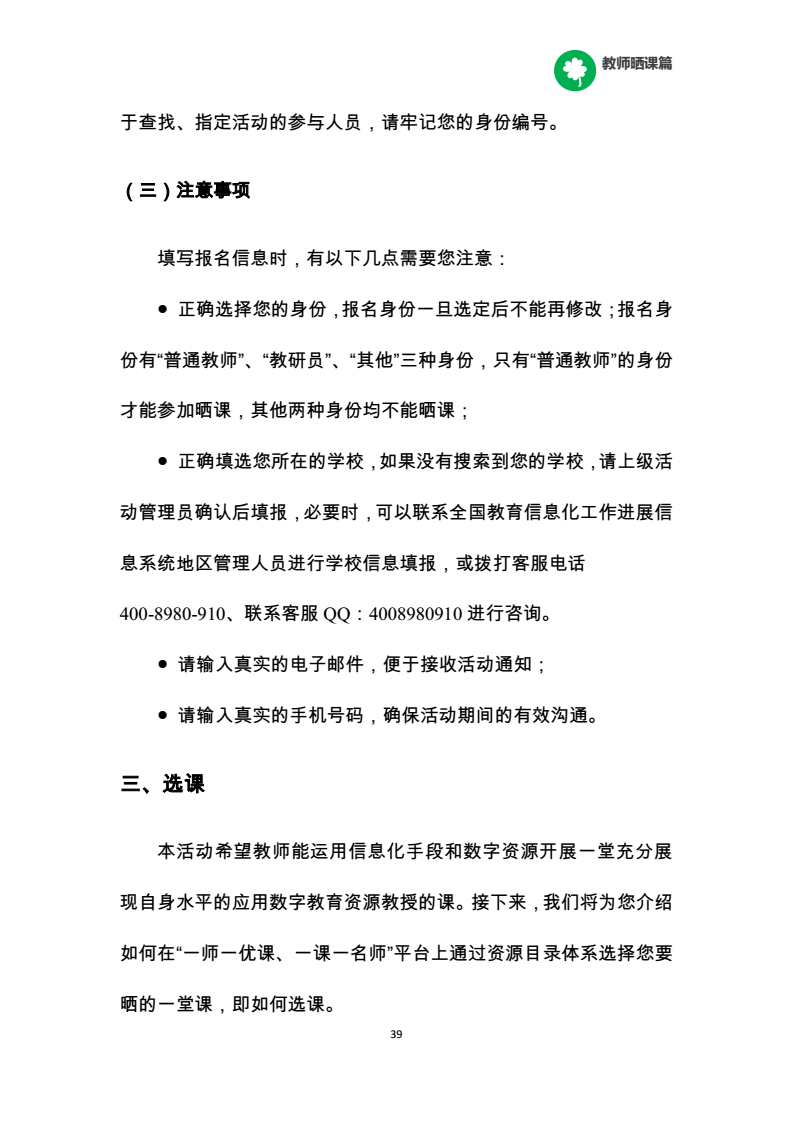 教师晒课篇
于查找、指定活动的参与人员，请牢记您的身份编号。
（三）注意事项
填写报名信息时，有以下几点需要您注意：
● 正确选择您的身份，报名身份一旦选定后不能再修改；报名身
份有“普通教师”、“教研员”、“其他”三种身份，只有“普通教师”的身份
才能参加晒课，其他两种身份均不能晒课；
● 正确填选您所在的学校，如果没有搜索到您的学校，请上级活
动管理员确认后填报，必要时，可以联系全国教育信息化工作进展信
息系统地区管理人员进行学校信息填报，或拨打客服电话
400-8980-910、联系客服 QQ：4008980910 进行咨询。
● 请输入真实的电子邮件，便于接收活动通知；
● 请输入真实的手机号码，确保活动期间的有效沟通。
三、选课
本活动希望教师能运用信息化手段和数字资源开展一堂充分展
现自身水平的应用数字教育资源教授的课。接下来，我们将为您介绍
如何在“一师一优课、一课一名师”平台上通过资源目录体系选择您要
晒的一堂课，即如何选课。
39